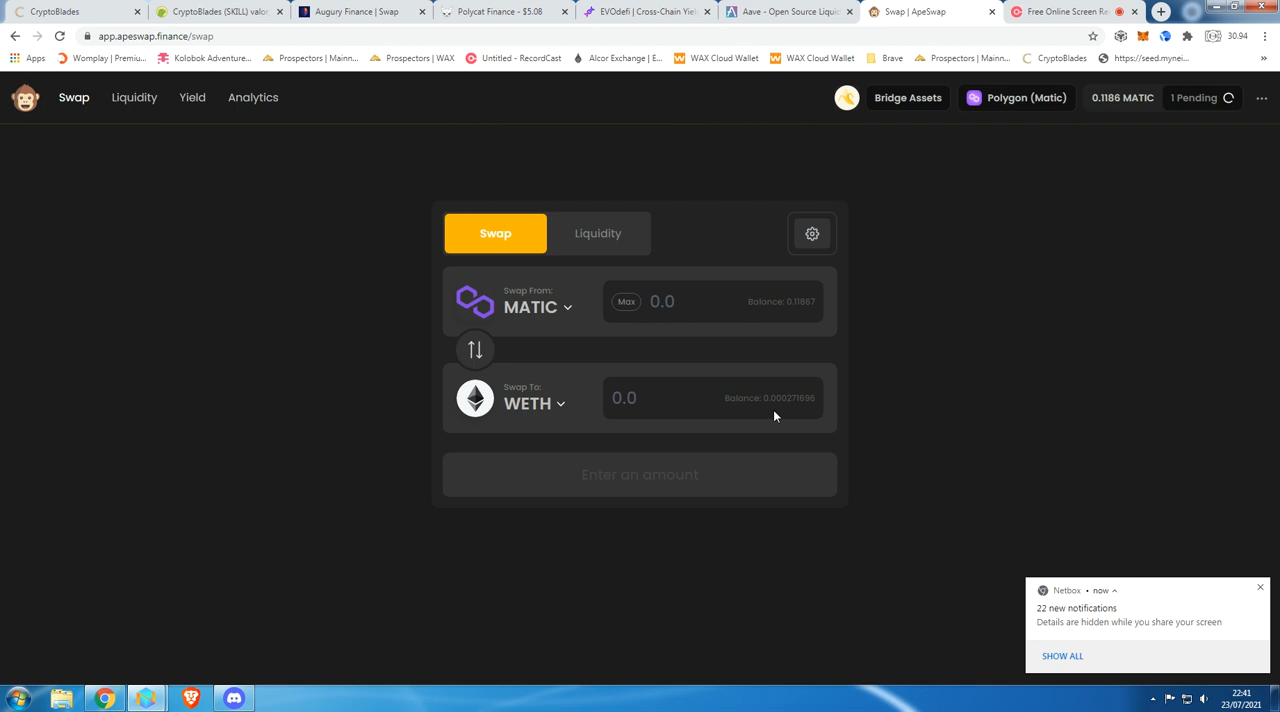 CryptoBlades
CryptoBlades (SKILL) valor
Augury Finance | Swap
Polycat Finance - $5.08
EVOdefi | Cross-Chain Yield
Aave - Open Source Liquid
Swap | ApeSwap
Free Online Screen Re
app.apeswap.finance/swap
30.94
Apps
Womplay | Premiu...
Kolobok Adventure...
Prospectors | Mainn...
Prospectors | WAX
Untitled - RecordCast
Alcor Exchange | E...
WAX Cloud Wallet
WAX Cloud Wallet
Brave
Prospectors | Mainn...
CryptoBlades
https://seed.mynei...
»
Swap
Liquidity
Yield
Analytics
Bridge Assets
Polygon (Matic)
0.1186 MATIC
1 Pending
Swap
Liquidity
Swap From:
MATIC
Max
0.0
Balance: 0.11867
Swap To:
WETH
0.0
Balance: 0.000271696
Enter an amount
Netbox • now
22 new notifications
Details are hidden while you share your screen
SHOW ALL
22:41
23/07/2021